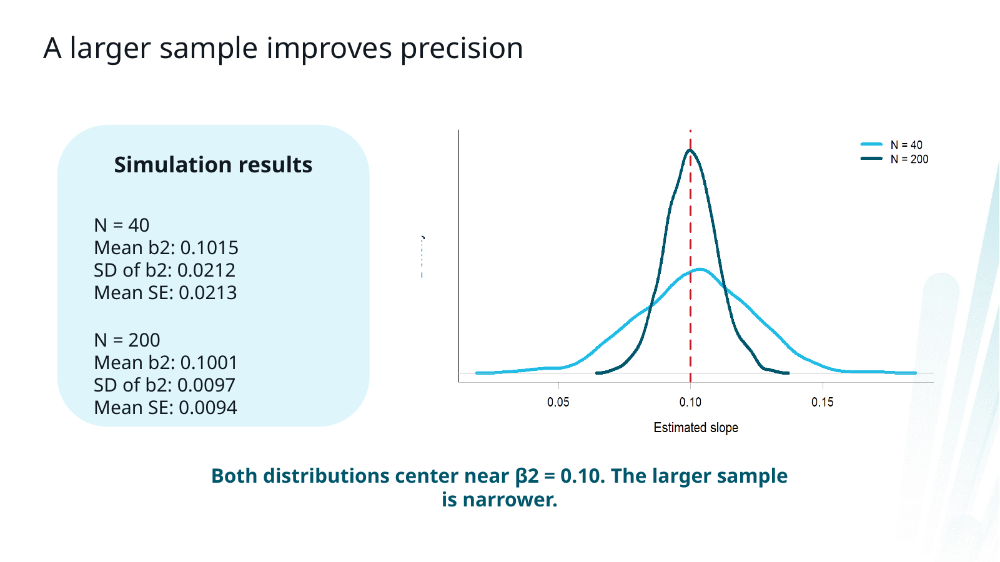 A larger sample improves precision
Simulation results
N = 40
Mean b2: 0.1015
SD of b2: 0.0212
Mean SE: 0.0213
N = 200
Mean b2: 0.1001
SD of b2: 0.0097
Mean SE: 0.0094
N = 40
N = 200
0.05
0.10
0.15
Estimated slope
Both distributions center near β2 = 0.10. The larger sample
is narrower.